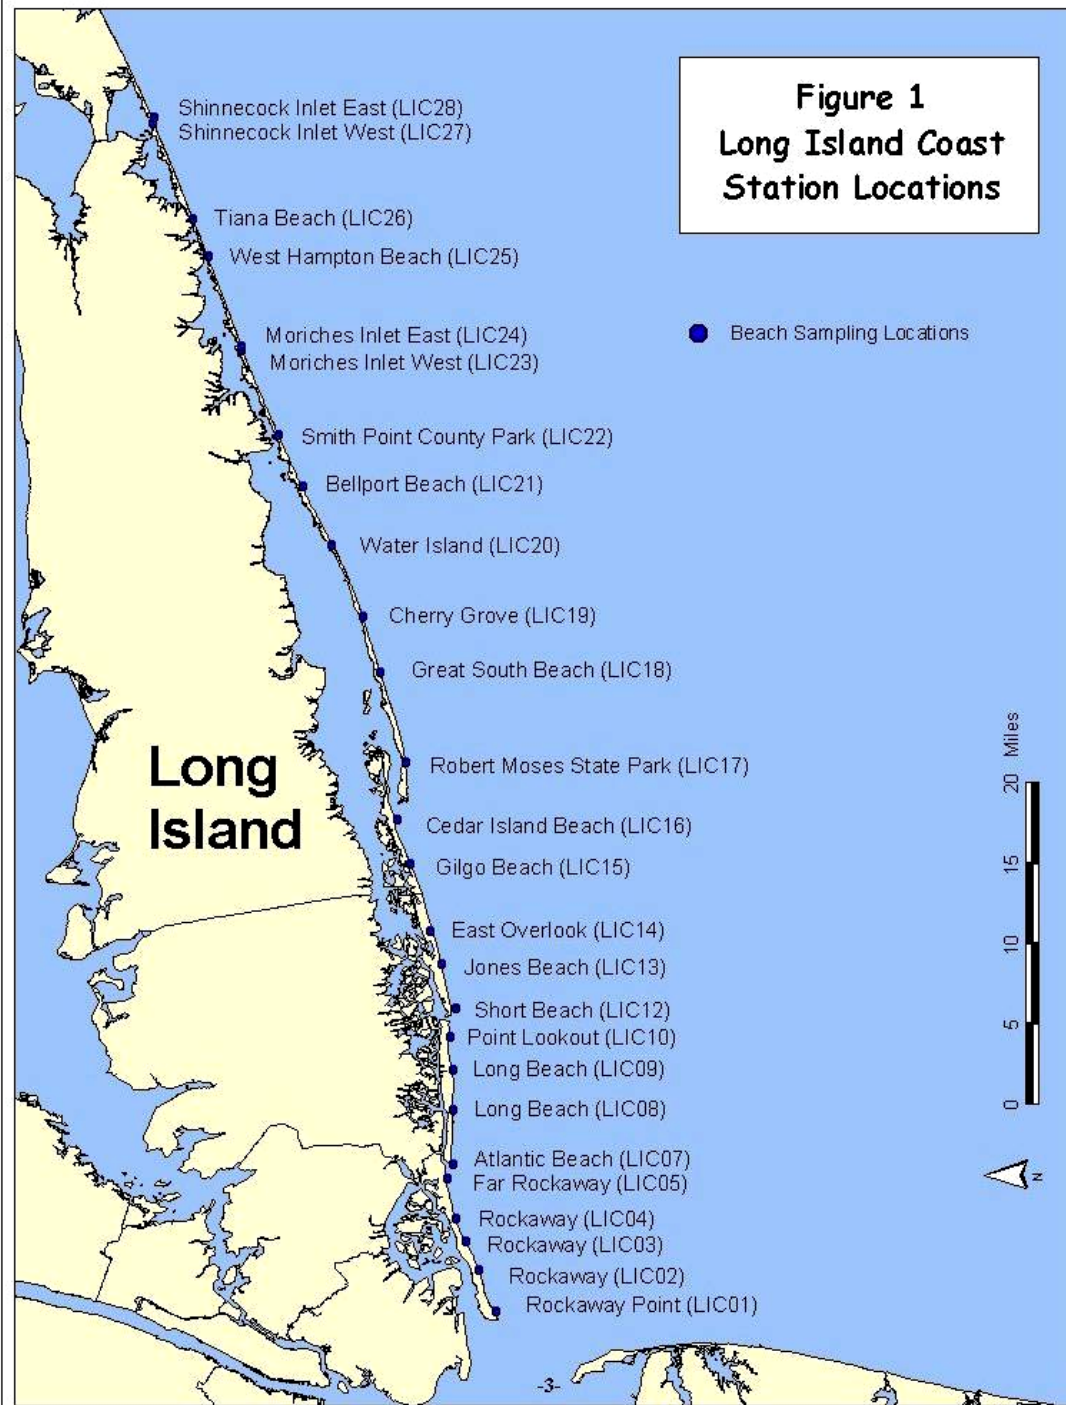 Figure 1
Long Island Coast
Station Locations
Shinnecock Inlet East (LIC28)
Shinnecock Inlet West (LIC27)
Tiana Beach (LIC26)
West Hampton Beach (LIC25)
Moriches Inlet East (LIC24)
Moriches Inlet West (LIC23)
Beach Sampling Locations
Smith Point County Park (LIC22)
Bellport Beach (LIC21)
Water Island (LIC20)
Cherry Grove (LIC19)
Great South Beach (LIC18)
Robert Moses State Park (LIC17)
Cedar Island Beach (LIC16)
Gilgo Beach (LIC15)
East Overlook (LIC14)
Jones Beach (LIC13)
Short Beach (LIC12)
Point Lookout (LIC10)
Long Beach (LIC09)
Long Beach (LIC08)
Atlantic Beach (LIC07)
Far Rockaway (LIC05)
Rockaway (LIC04)
Rockaway (LIC03)
Rockaway (LIC02)
Rockaway Point (LIC01)
Long
Island
0 5 10 15 20 Miles
N
-3-